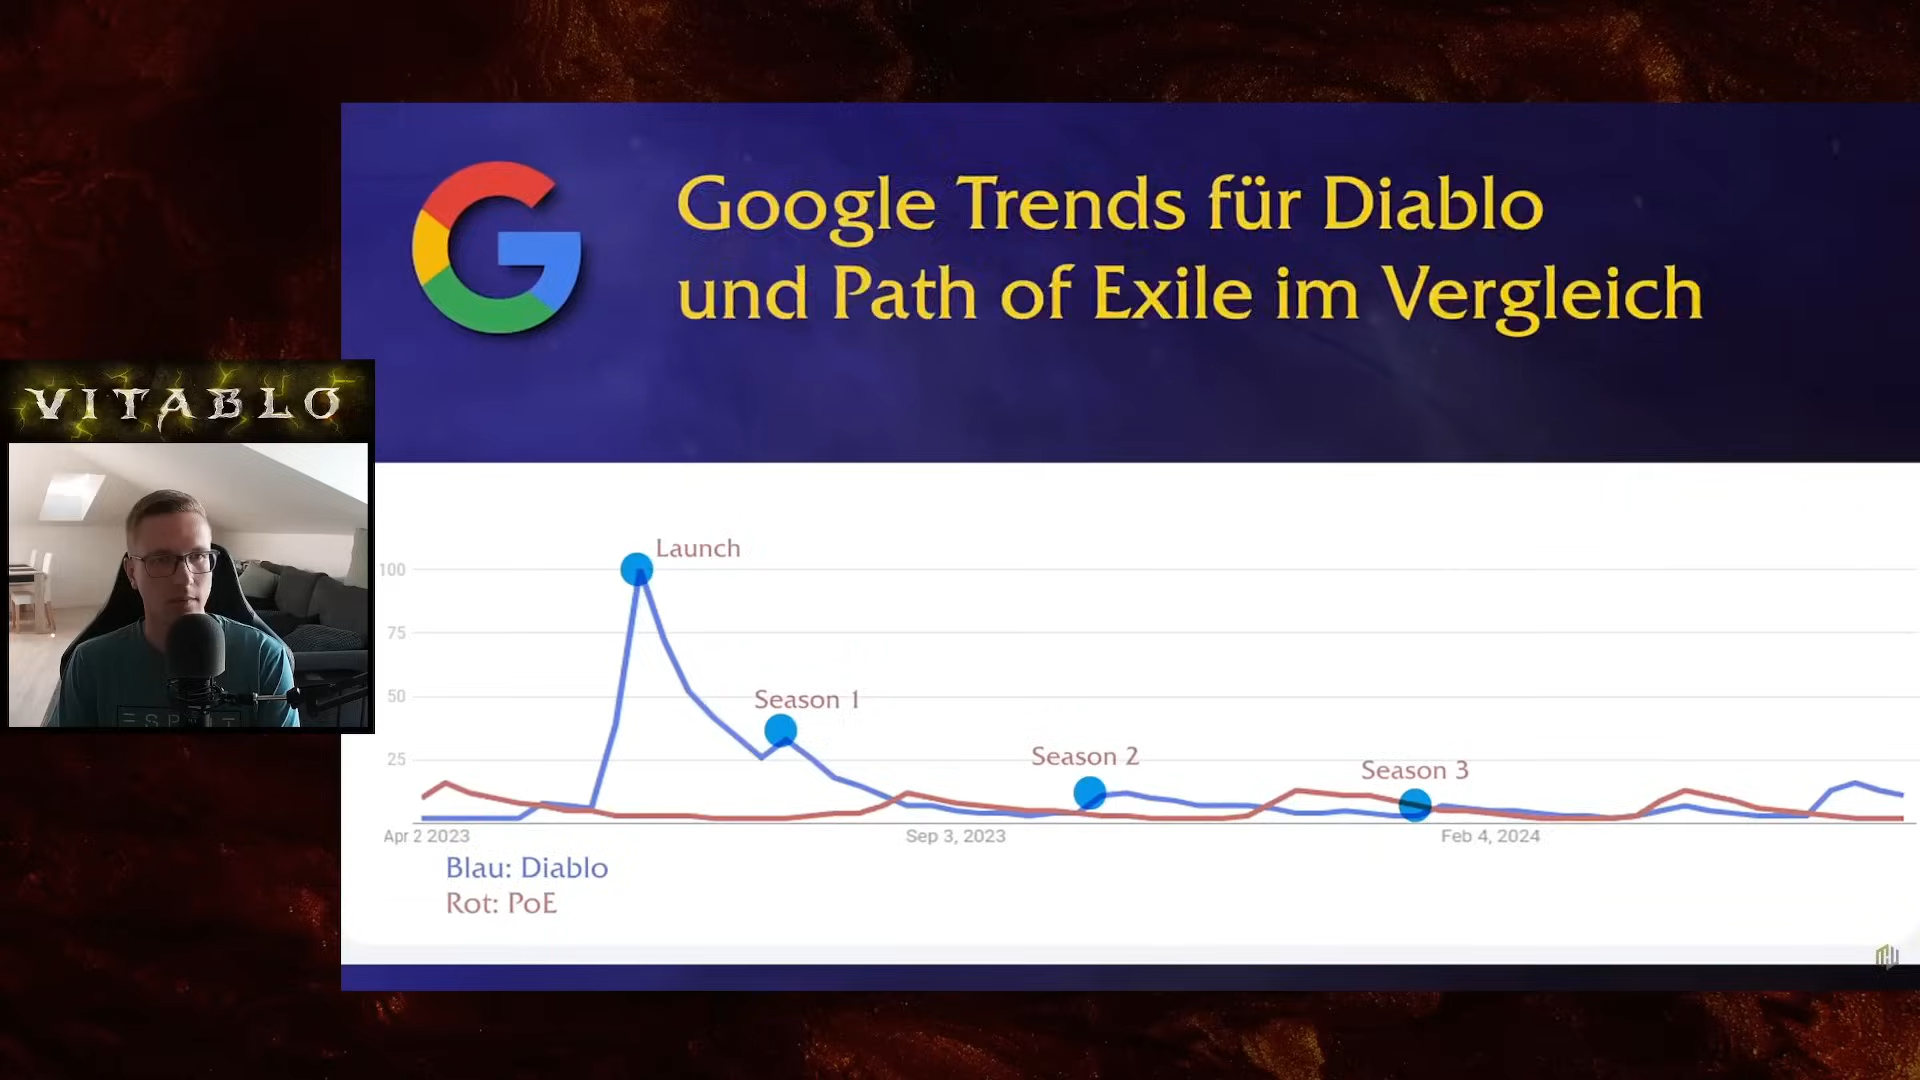 Google Trends für Diablo
und Path of Exile im Vergleich
VITABLO
Launch
100
75
Season 1
50
Season 2
Season 3
25
Apr 2 2023
Sep 3, 2023
Feb 4, 2024
Blau: Diablo
Rot: PoE